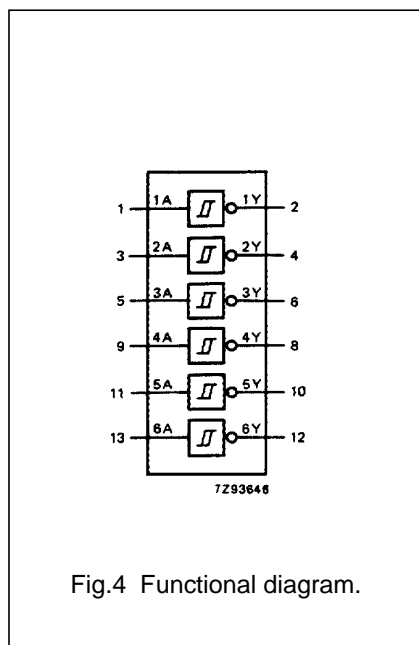 1 1A 1Y 2
3 2A 2Y 4
5 3A 3Y 6
9 4A 4Y 8
11 5A 5Y 10
13 6A 6Y 12
7Z93646
Fig.4 Functional diagram.